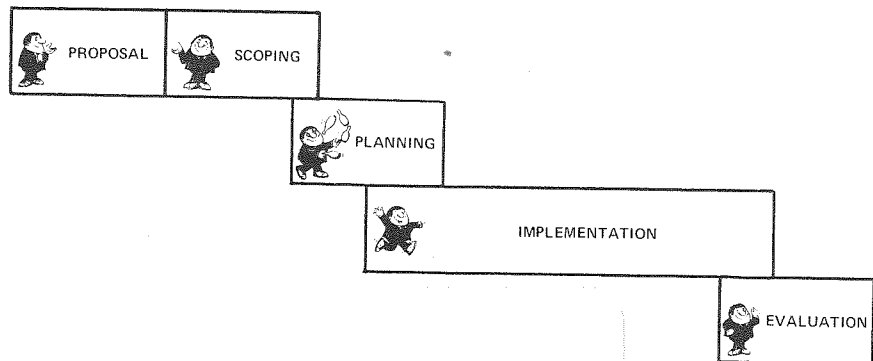 PROPOSAL
SCOPING
PLANNING
IMPLEMENTATION
EVALUATION